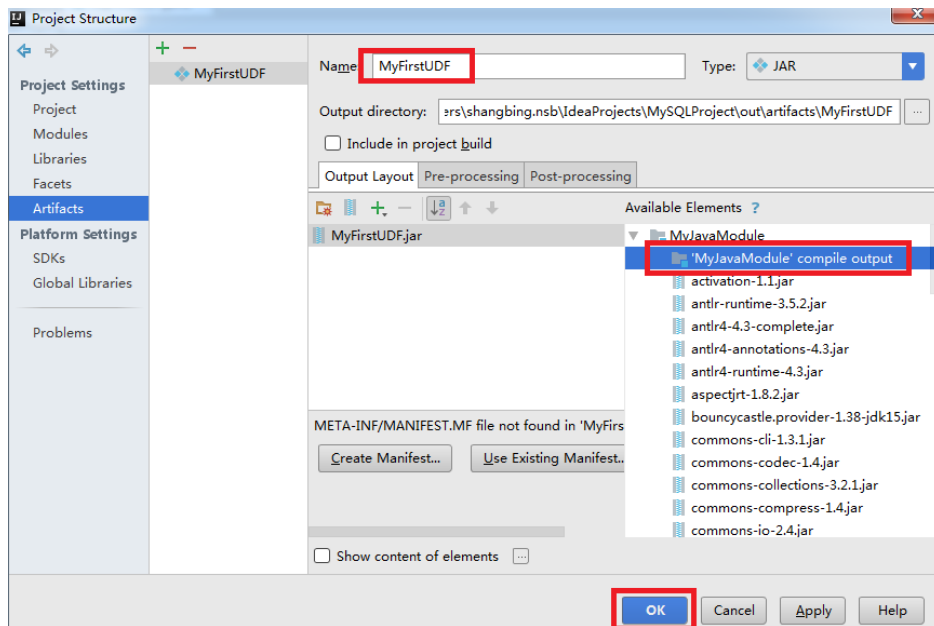 Project Structure
Project Settings
Project
Modules
Libraries
Facets
Artifacts
Platform Settings
SDKs
Global Libraries
Problems
MyFirstUDF
Name MyFirstUDF Type: JAR
Output directory: ers\shangbing.nsb\IdeaProjects\MySQLProject\out\artifacts\MyFirstUDF ...
Include in project build
Output Layout Pre-processing Post-processing
Available Elements ?
MyFirstUDF.jar
MyJavaModule
'MyJavaModule' compile output
activation-1.1.jar
antlr-runtime-3.5.2.jar
antlr4-4.3-complete.jar
antlr4-annotations-4.3.jar
antlr4-runtime-4.3.jar
aspectjrt-1.8.2.jar
bouncycastle.provider-1.38-jdk15.jar
commons-cli-1.3.1.jar
commons-codec-1.4.jar
commons-collections-3.2.1.jar
commons-compress-1.4.jar
commons-io-2.4.jar
META-INF/MANIFEST.MF file not found in 'MyFirs
Create Manifest... Use Existing Manifest..
Show content of elements ...
OK Cancel Apply Help